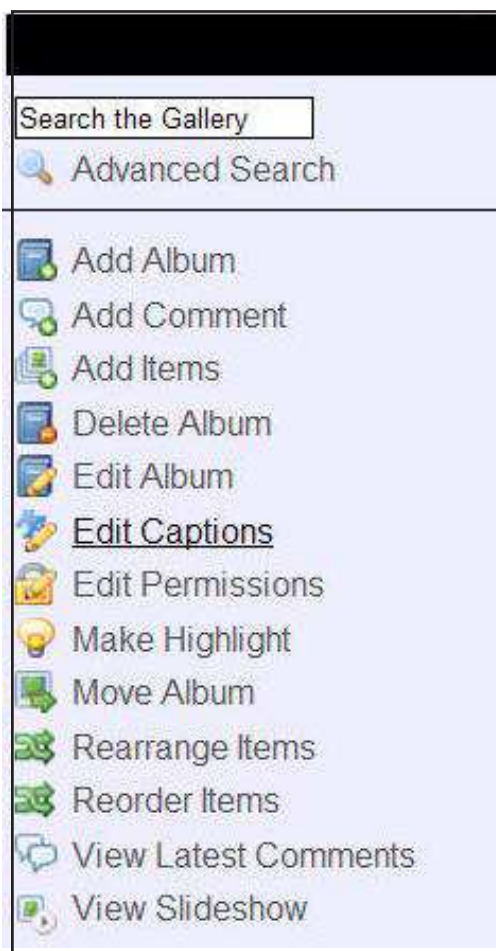 Search the Gallery
Advanced Search
Add Album
Add Comment
Add Items
Delete Album
Edit Album
Edit Captions
Edit Permissions
Make Highlight
Move Album
Rearrange Items
Reorder Items
View Latest Comments
View Slideshow